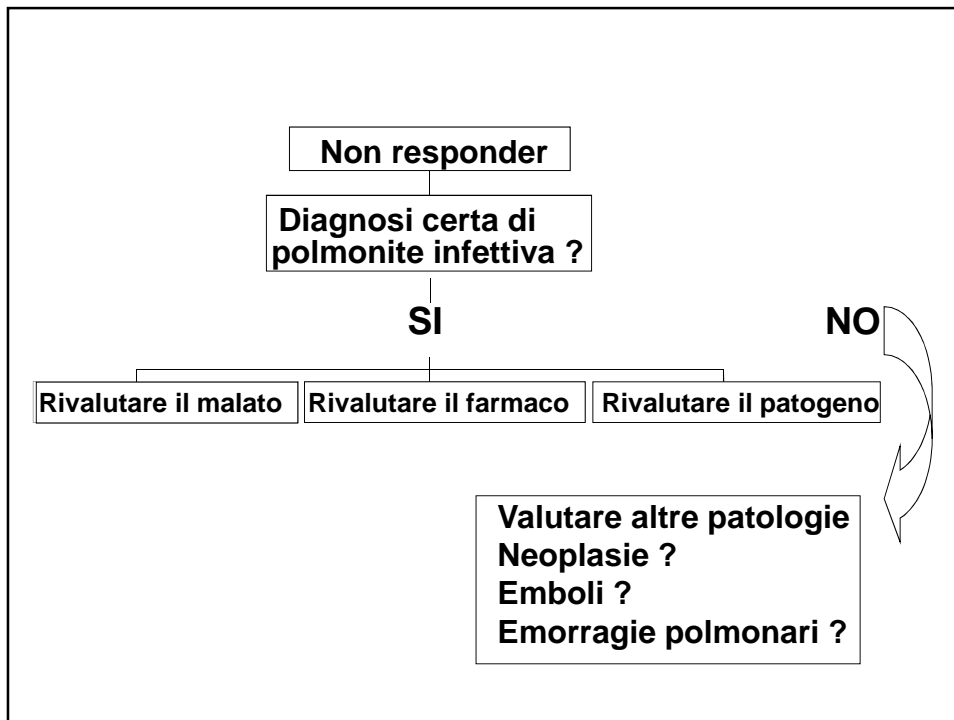 Non responder
Diagnosi certa di
polmonite infettiva ?
SI
NO
Rivalutare il malato
Rivalutare il farmaco
Rivalutare il patogeno
Valutare altre patologie
Neoplasie ?
Emboli ?
Emorragie polmonari ?